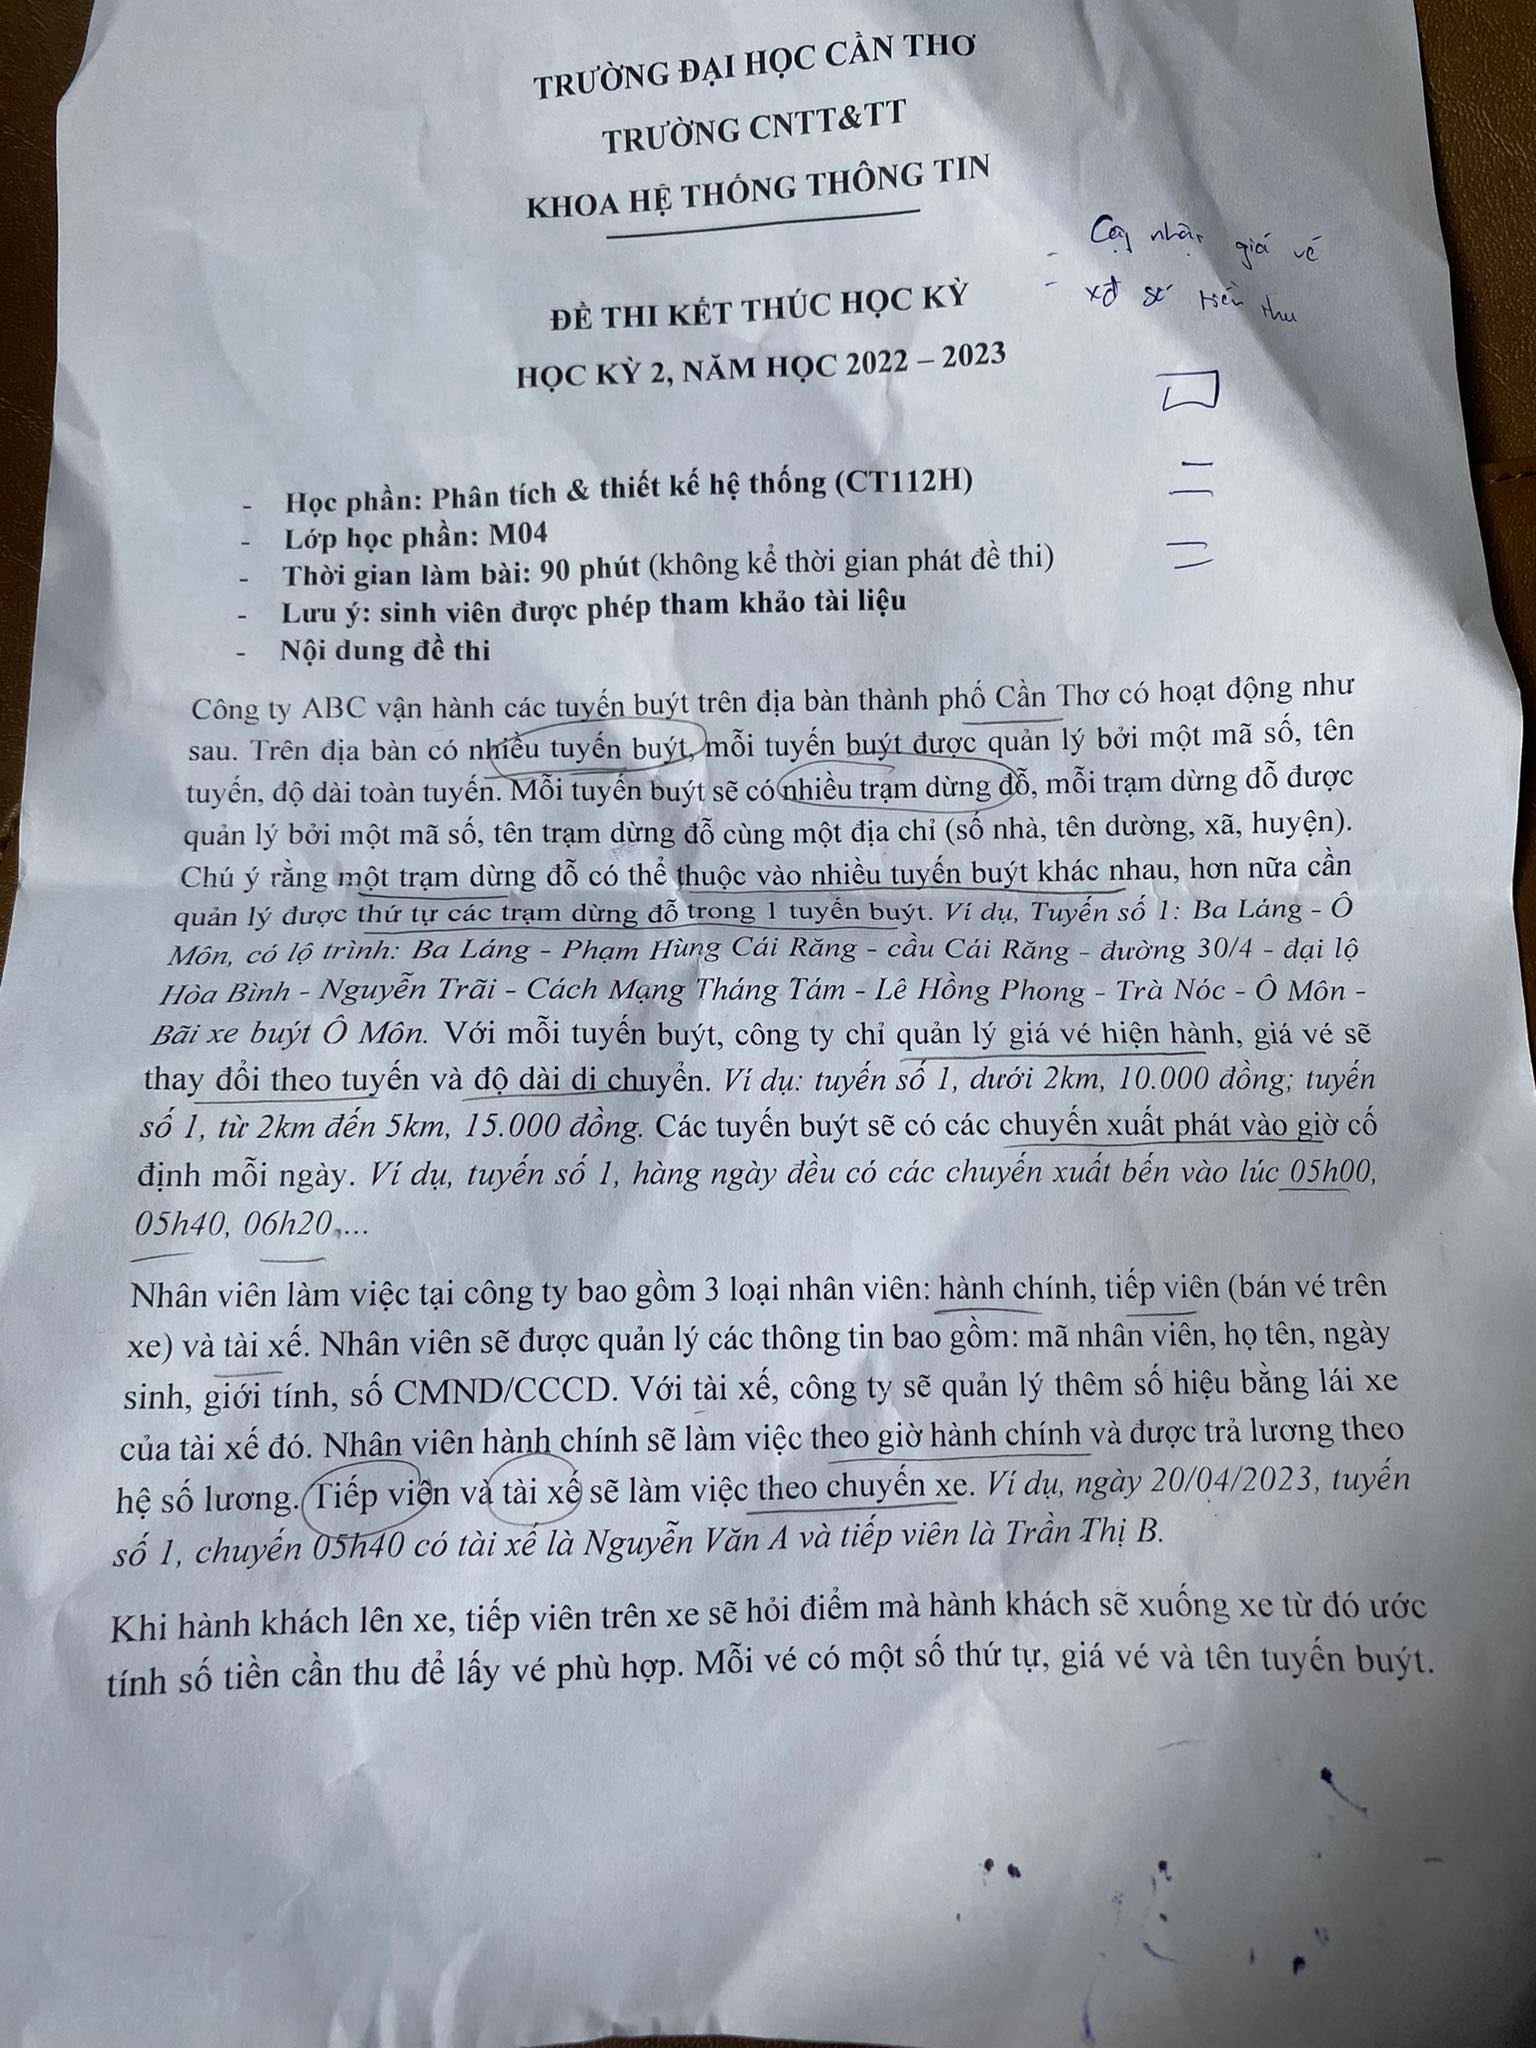 TRƯỜNG ĐẠI HỌC CẦN THƠ
TRƯỜNG CNTT&TT
KHOA HỆ THỐNG THÔNG TIN
- giá vé
- xđ số tiền thu
ĐỀ THI KẾT THÚC HỌC KỲ
HỌC KỲ 2, NĂM HỌC 2022 – 2023
- Học phần: Phân tích & thiết kế hệ thống (CT112H)
- Lớp học phần: M04
- Thời gian làm bài: 90 phút (không kể thời gian phát đề thi)
- Lưu ý: sinh viên được phép tham khảo tài liệu
- Nội dung đề thi
Công ty ABC vận hành các tuyến buýt trên địa bàn thành phố Cần Thơ có hoạt động như
sau. Trên địa bàn có nhiều tuyến buýt, mỗi tuyến buýt được quản lý bởi một mã số, tên
tuyến, độ dài toàn tuyến. Mỗi tuyến buýt sẽ có nhiều trạm dừng đỗ, mỗi trạm dừng đỗ được
quản lý bởi một mã số, tên trạm dừng đỗ cùng một địa chỉ (số nhà, tên đường, xã, huyện).
Chú ý rằng một trạm dừng đỗ có thể thuộc vào nhiều tuyến buýt khác nhau, hơn nữa cần
quản lý được thứ tự các trạm dừng đỗ trong 1 tuyến buýt. Ví dụ, Tuyến số 1: Ba Láng - Ô
Môn, có lộ trình: Ba Láng - Phạm Hùng Cái Răng - cầu Cái Răng - đường 30/4 - đại lộ
Hòa Bình - Nguyễn Trãi - Cách Mạng Tháng Tám - Lê Hồng Phong - Trà Nóc - Ô Môn -
Bãi xe buýt Ô Môn. Với mỗi tuyến buýt, công ty chỉ quản lý giá vé hiện hành, giá vé sẽ
thay đổi theo tuyến và độ dài di chuyển. Ví dụ: tuyến số 1, dưới 2km, 10.000 đồng; tuyến
số 1, từ 2km đến 5km, 15.000 đồng. Các tuyến buýt sẽ có các chuyến xuất phát vào giờ cố
định mỗi ngày. Ví dụ, tuyến số 1, hàng ngày đều có các chuyến xuất bến vào lúc 05h00,
05h40, 06h20,...
Nhân viên làm việc tại công ty bao gồm 3 loại nhân viên: hành chính, tiếp viên (bán vé trên
xe) và tài xế. Nhân viên sẽ được quản lý các thông tin bao gồm: mã nhân viên, họ tên, ngày
sinh, giới tính, số CMND/CCCD. Với tài xế, công ty sẽ quản lý thêm số hiệu bằng lái xe
của tài xế đó. Nhân viên hành chính sẽ làm việc theo giờ hành chính và được trả lương theo
hệ số lương. Tiếp viên và tài xế sẽ làm việc theo chuyến xe. Ví dụ, ngày 20/04/2023, tuyến
số 1, chuyến 05h40 có tài xế là Nguyễn Văn A và tiếp viên là Trần Thị B.
Khi hành khách lên xe, tiếp viên trên xe sẽ hỏi điểm mà hành khách sẽ xuống xe từ đó ước
tính số tiền cần thu để lấy vé phù hợp. Mỗi vé có một số thứ tự, giá vé và tên tuyến buýt.